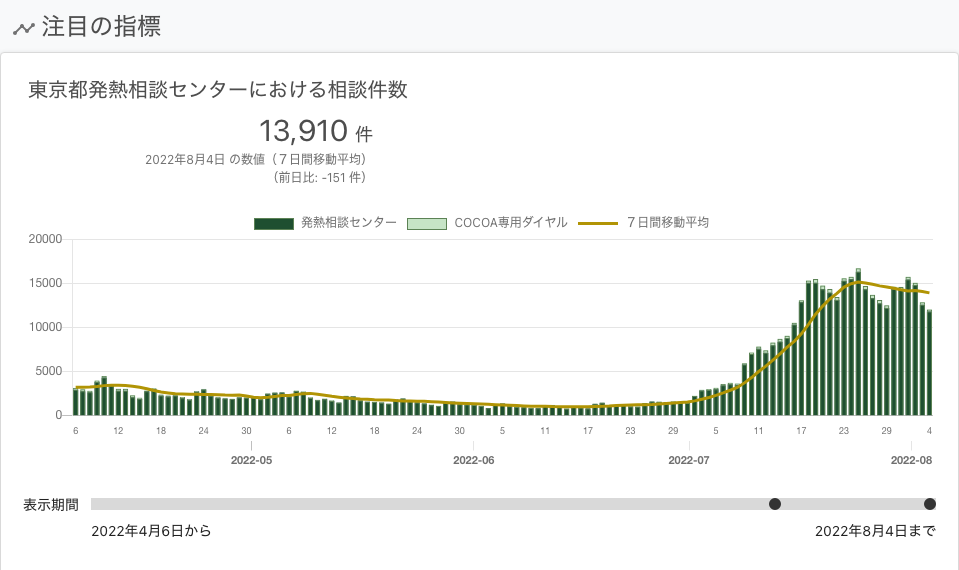 注目の指標
東京都発熱相談センターにおける相談件数
13,910 件
2022年8月4日 の数値（７日間移動平均）
（前日比: -151 件）
発熱相談センター COCOA専用ダイヤル ７日間移動平均
20000
15000
10000
5000
0
6 12 18 24 30 6 12 18 24 30 5 11 17 23 29 5 11 17 23 29 4
2022-05 2022-06 2022-07 2022-08
表示期間
2022年4月6日から 2022年8月4日まで